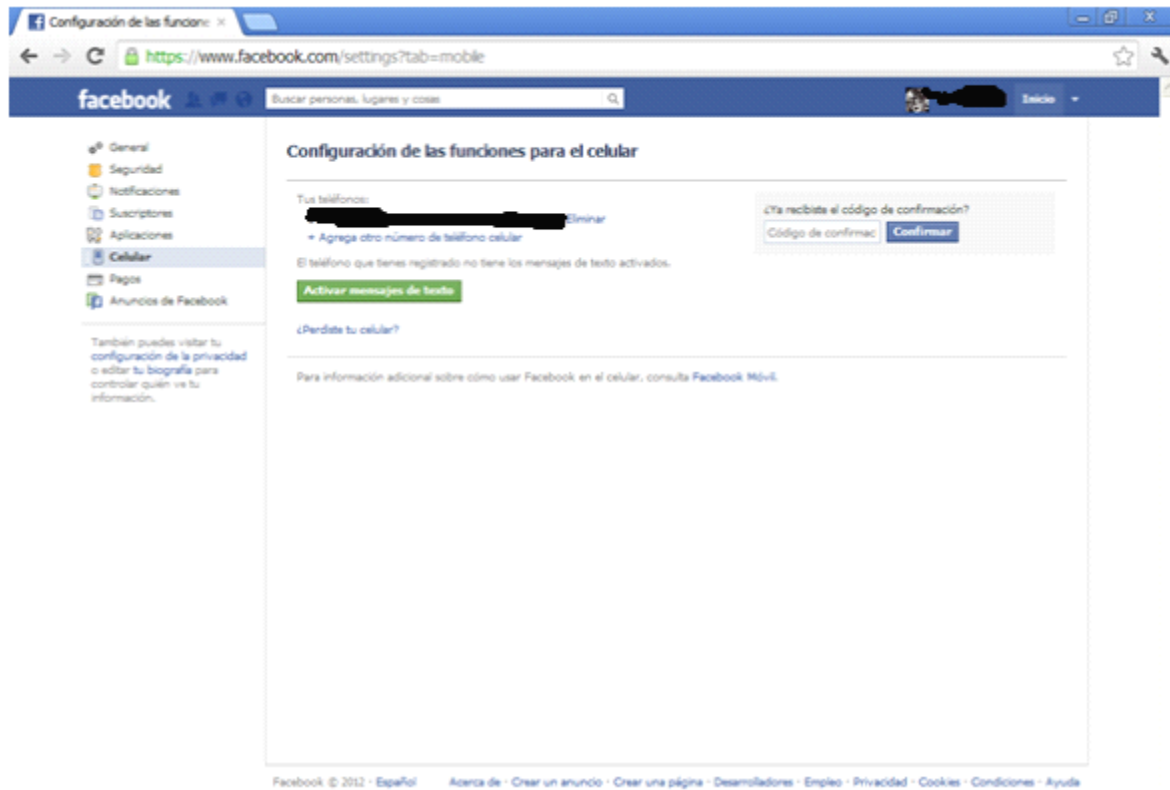 Configuración de las funcione
https://www.facebook.com/settings?tab=mobile
facebook
Buscar personas, lugares y cosas
Inicio
General
Seguridad
Notificaciones
Suscriptores
Aplicaciones
Celular
Pagos
Anuncios de Facebook
También puedes visitar tu
configuración de la privacidad
o editar tu biografía para
controlar quién ve tu
información.
Configuración de las funciones para el celular
Tus teléfonos:
Eliminar
+ Agrega otro número de teléfono celular
El teléfono que tienes registrado no tiene los mensajes de texto activados.
Activar mensajes de texto
¿Perdiste tu celular?
Para información adicional sobre cómo usar Facebook en el celular, consulta Facebook Móvil.
¿Ya recibiste el código de confirmación?
Código de confirmac Confirmar
Facebook © 2012 · Español Acerca de · Crear un anuncio · Crear una página · Desarrolladores · Empleo · Privacidad · Cookies · Condiciones · Ayuda